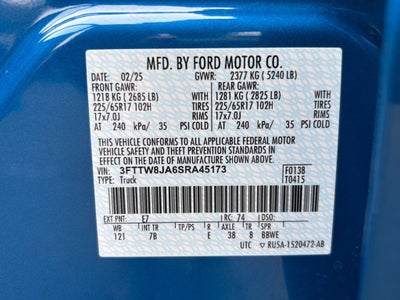 MFD. BY FORD MOTOR CO.
DATE: 02/25 GVWR: 2377 KG ( 5240 LB)
FRONT GAWR: REAR GAWR:
1218 KG ( 2685 LB) 1281 KG ( 2825 LB)
225/65R17 102H TIRES 225/65R17 102H TIRES
17x7.0J RIMS 17x7.0J RIMS
AT 240 kPa/ 35 PSI COLD AT 240 kPa/ 35 PSI COLD
THIS VEHICLE CONFORMS TO ALL APPLICABLE FEDERAL MOTOR
VEHICLE SAFETY AND THEFT PREVENTION STANDARDS IN EFFECT
ON THE DATE OF MANUFACTURE SHOWN ABOVE.
VIN: 3FTTW8JA6SRA45173
TYPE: Truck
F0138
T0415
EXT PNT: E7 RC: 74 DSO:
WB INT TR TP/PS R AXLE TR SPR
121 7B E 38 8 BBWE
UTC RU5A-1520472-AB